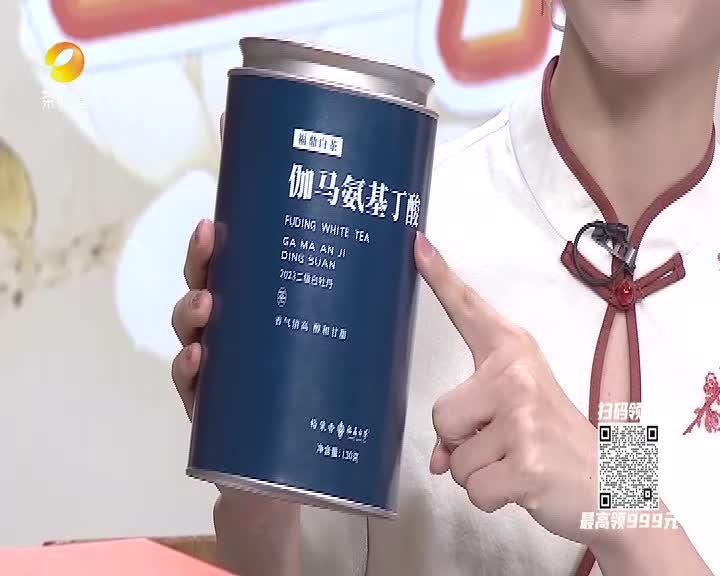 茶
福鼎白茶
伽马氨基丁酸
FUDING WHITE TEA
GA MA AN JI
DING SUAN
2023二级白牡丹
香气清高 醇和甘甜
净含量:120克
扫码领
最高领999元